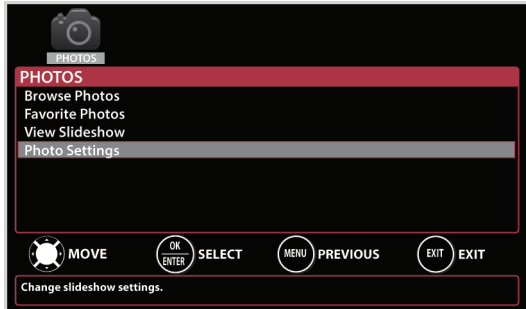 PHOTOS
PHOTOS
Browse Photos
Favorite Photos
View Slideshow
Photo Settings
MOVE OK ENTER SELECT MENU PREVIOUS EXIT EXIT
Change slideshow settings.